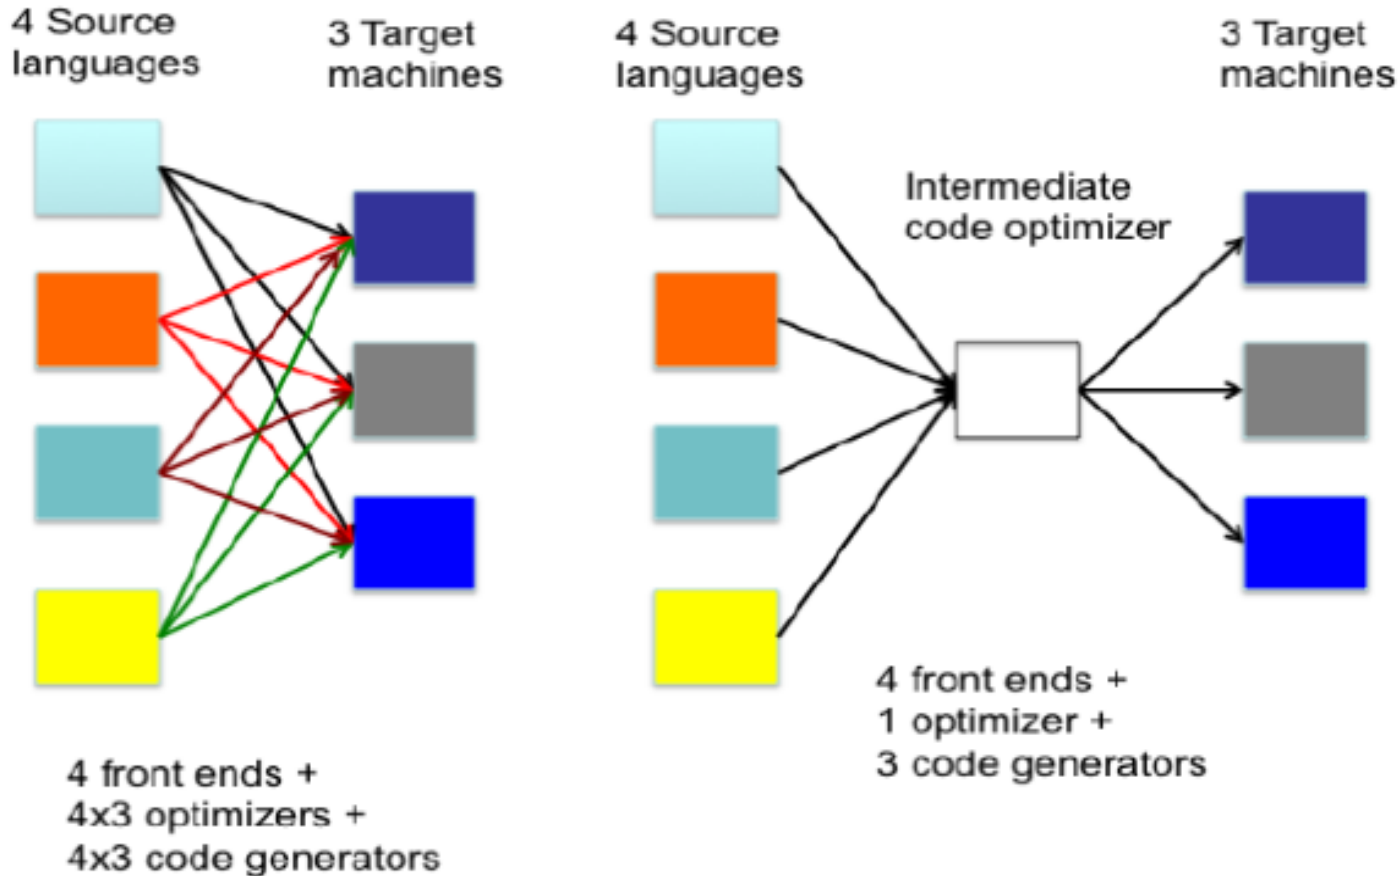 4 Source
languages
3 Target
machines
4 Source
languages
3 Target
machines
Intermediate
code optimizer
4 front ends +
1 optimizer +
3 code generators
4 front ends +
4x3 optimizers +
4x3 code generators